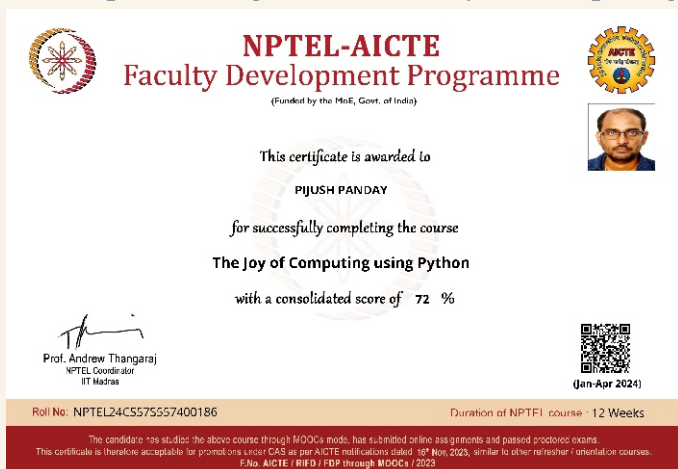 NPTEL-AICTE
Faculty Development Programme
(Funded by the MoE, Govt. of India)
AICTE
This certificate is awarded to
PIJUSH PANDAY
for successfully completing the course
The Joy of Computing using Python
with a consolidated score of 72 %
Prof. Andrew Thangaraj
NPTEL Coordinator
IIT Madras
(Jan-Apr 2024)
Roll No: NPTEL24CS57S557400186
Duration of NPTEL course : 12 Weeks
The candidate has studied the above course through MOOCs mode, has submitted online assignments and passed proctored exams.
This certificate is therefore acceptable for promotions under CAS as per AICTE notifications dated 16th Nov, 2023, similar to other refresher / orientation courses.
F.No. AICTE / RIFD / FDP through MOOCs / 2023